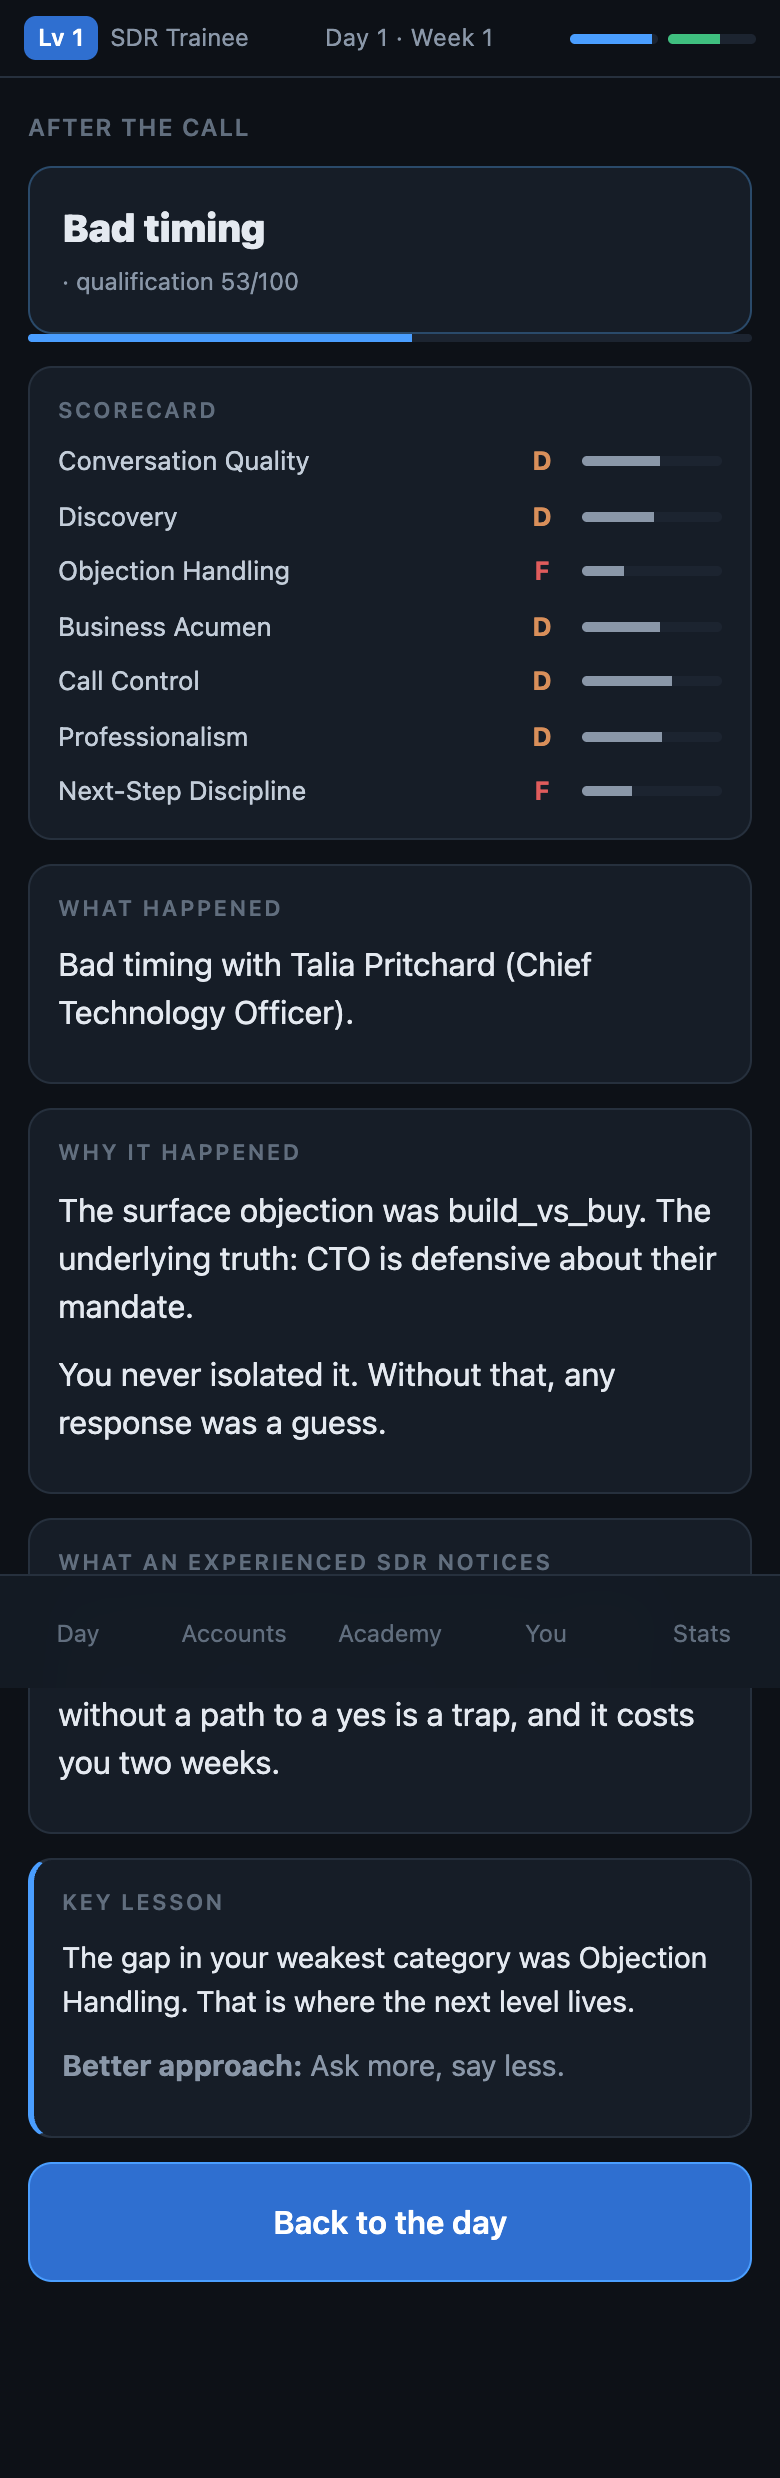 Lv 1 SDR Trainee Day 1 · Week 1
AFTER THE CALL
Bad timing
· qualification 53/100
SCORECARD
Conversation Quality D
Discovery D
Objection Handling F
Business Acumen D
Call Control D
Professionalism D
Next-Step Discipline F
WHAT HAPPENED
Bad timing with Talia Pritchard (Chief
Technology Officer).
WHY IT HAPPENED
The surface objection was build_vs_buy. The
underlying truth: CTO is defensive about their
mandate.
You never isolated it. Without that, any
response was a guess.
WHAT AN EXPERIENCED SDR NOTICES
Day Accounts Academy You Stats
without a path to a yes is a trap, and it costs
you two weeks.
KEY LESSON
The gap in your weakest category was Objection
Handling. That is where the next level lives.
Better approach: Ask more, say less.
Back to the day